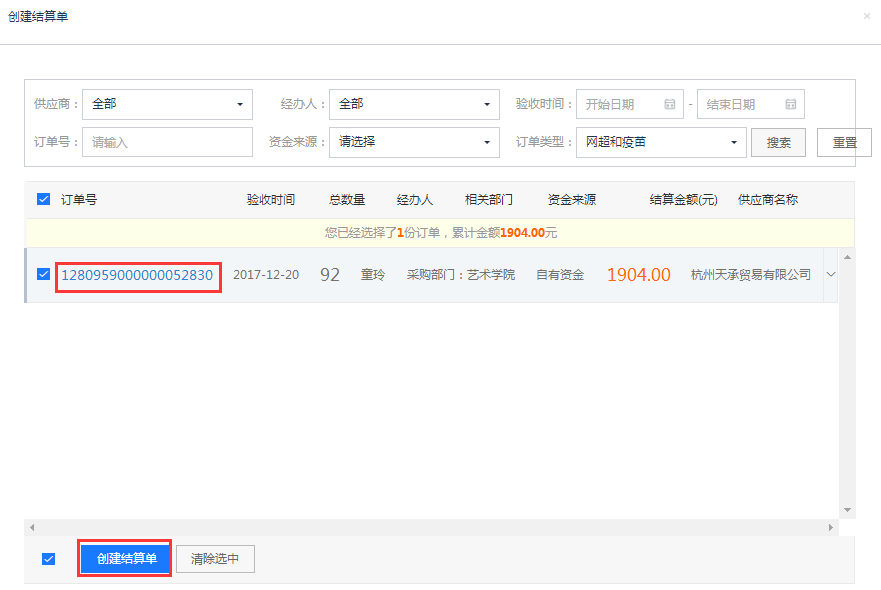 创建结算单 ×
供应商： 全部 经办人： 全部 验收时间： 开始日期 - 结束日期
订单号： 请输入 资金来源： 请选择 订单类型： 网超和疫苗 搜索 重置
订单号 验收时间 总数量 经办人 相关部门 资金来源 结算金额(元) 供应商名称
您已经选择了1份订单，累计金额1904.00元
1280959000000052830 2017-12-20 92 童玲 采购部门：艺术学院 自有资金 1904.00 杭州天承贸易有限公司
创建结算单 清除选中